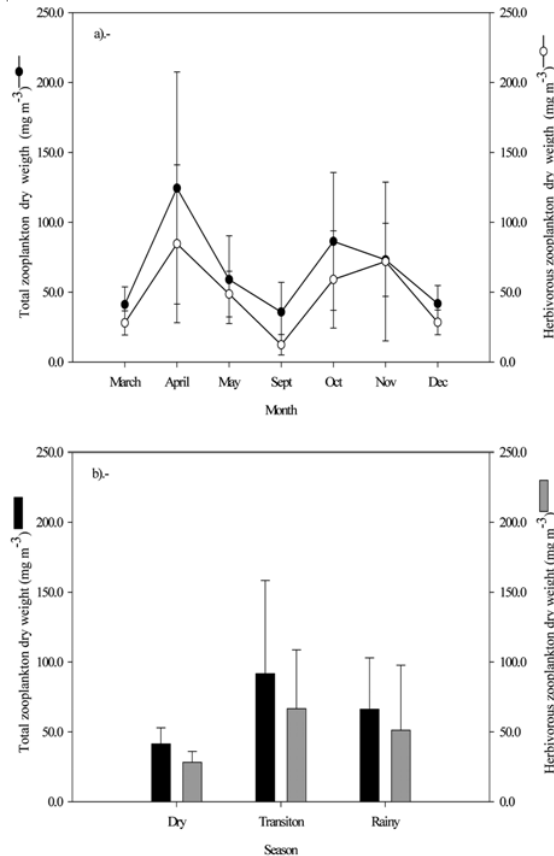 a).-
250.0
200.0
150.0
100.0
50.0
0.0
Total zooplankton dry weigth (mg m-3)
250.0
200.0
150.0
100.0
50.0
0.0
Herbivorous zooplankton dry weigth (mg m-3)
March April May Sept Oct Nov Dec
Month
b).-
250.0
200.0
150.0
100.0
50.0
0.0
Total zooplankton dry weight (mg m-3)
250.0
200.0
150.0
100.0
50.0
0.0
Herbivorous zooplankton dry weight (mg m-3)
Dry Transiton Rainy
Season